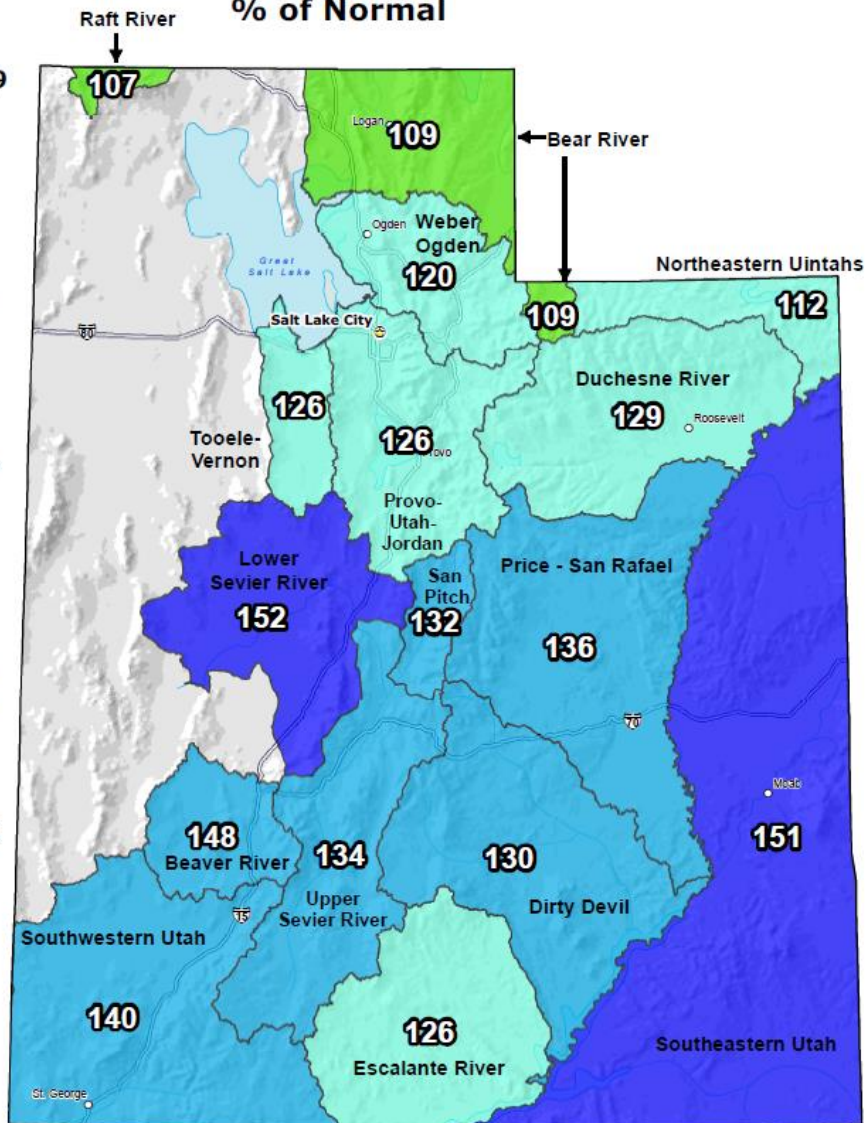 % of Normal
Raft River
9
107
Logan
109
Bear River
Ogden
Weber
Ogden
120
Great
Salt Lake
Northeastern Uintahs
112
109
Salt Lake City
80
Duchesne River
129
Roosevelt
126
126
Tooele-
Vernon
Provo-
Utah-
Jordan
Lower
Sevier River
152
San
Pitch
132
Price - San Rafael
136
70
Moab
151
148
Beaver River
134
130
Upper
Sevier River
Dirty Devil
15
Southwestern Utah
140
126
Escalante River
Southeastern Utah
St. George